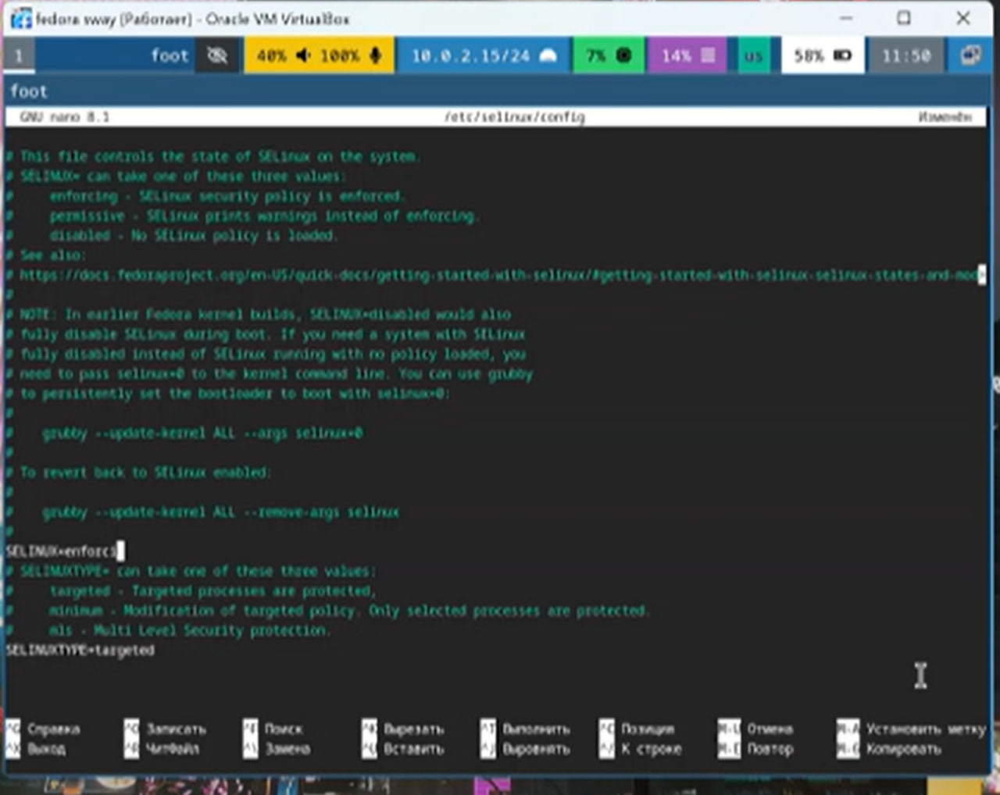 fedora sway [Работает] - Oracle VM VirtualBox
1 foot 40% 100% 10.0.2.15/24 7% 14% us 58% 11:50
foot
GNU nano 8.1 /etc/selinux/config Изменён
# This file controls the state of SELinux on the system.
# SELINUX= can take one of these three values:
#     enforcing - SELinux security policy is enforced.
#     permissive - SELinux prints warnings instead of enforcing.
#     disabled - No SELinux policy is loaded.
# See also:
# https://docs.fedoraproject.org/en-US/quick-docs/getting-started-with-selinux/#getting-started-with-selinux-selinux-states-and-mod>
#
# NOTE: In earlier Fedora kernel builds, SELINUX=disabled would also
# fully disable SELinux during boot. If you need a system with SELinux
# fully disabled instead of SELinux running with no policy loaded, you
# need to pass selinux=0 to the kernel command line. You can use grubby
# to persistently set the bootloader to boot with selinux=0:
#
#    grubby --update-kernel ALL --args selinux=0
#
# To revert back to SELinux enabled:
#
#    grubby --update-kernel ALL --remove-args selinux
#
SELINUX=enforci
# SELINUXTYPE= can take one of these three values:
#     targeted - Targeted processes are protected,
#     minimum - Modification of targeted policy. Only selected processes are protected.
#     mls - Multi Level Security protection.
SELINUXTYPE=targeted
^G Справка ^O Записать ^F Поиск ^K Вырезать ^T Выполнить ^C Позиция M-U Отмена M-A Установить метку
^X Выход ^R ЧитФайл ^\ Замена ^U Вставить ^J Выровнять ^/ К строке M-E Повтор M-6 Копировать